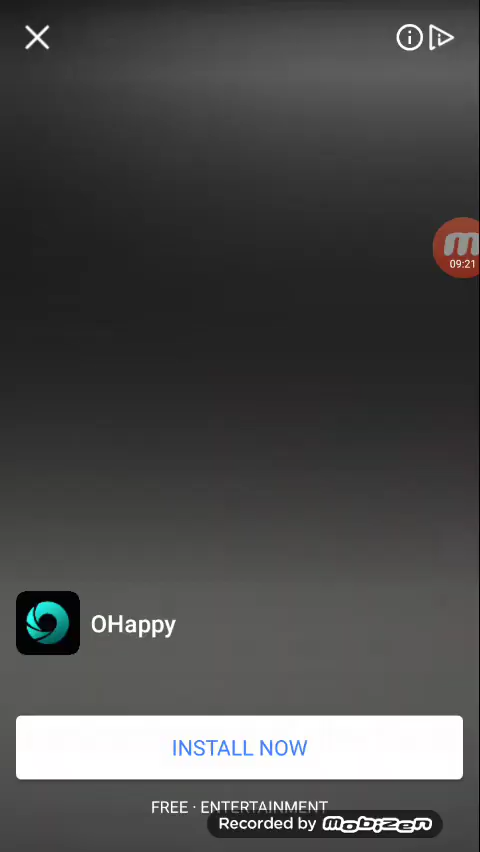 09:21
OHappy
INSTALL NOW
FREE · ENTERTAINMENT
Recorded by mobizen